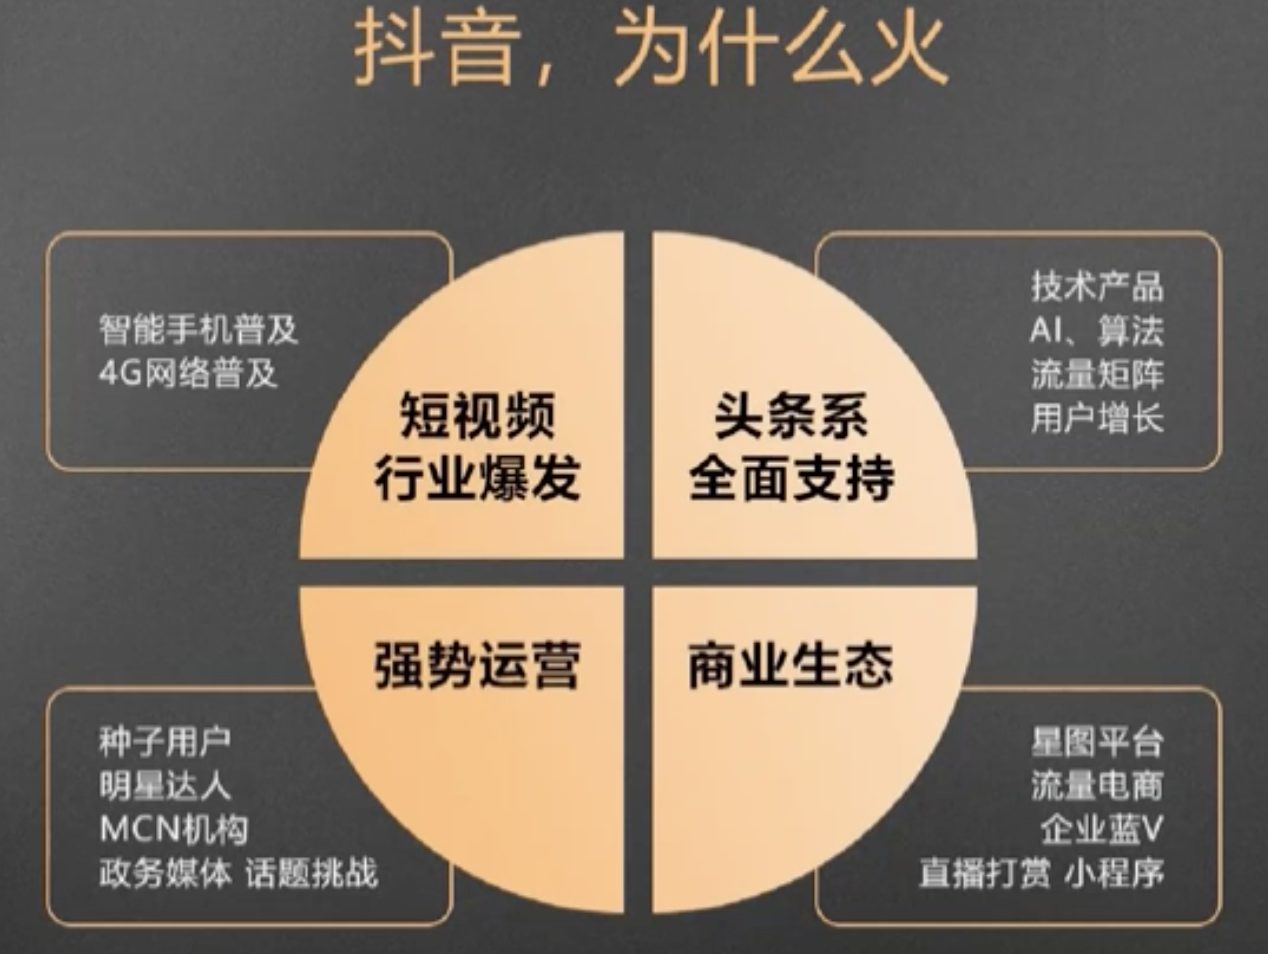 抖音，为什么火
智能手机普及
4G网络普及
短视频
行业爆发
头条系
全面支持
技术产品
AI、算法
流量矩阵
用户增长
强势运营
种子用户
明星达人
MCN机构
政务媒体 话题挑战
商业生态
星图平台
流量电商
企业蓝V
直播打赏 小程序